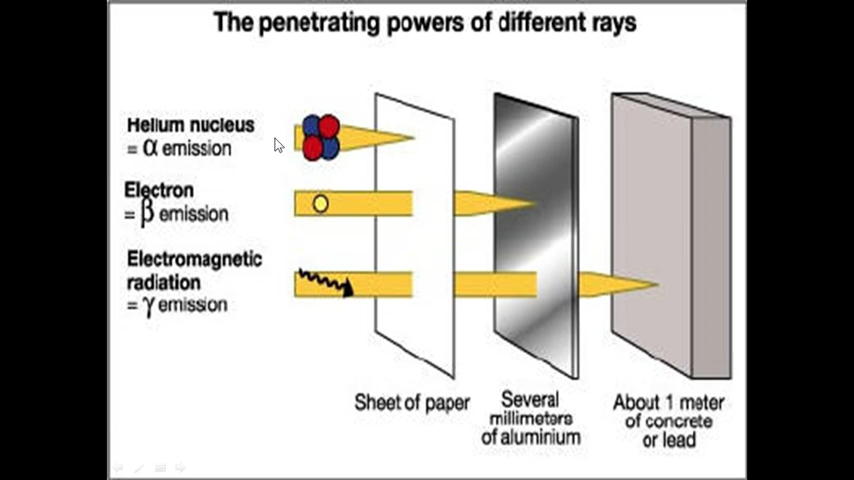 The penetrating powers of different rays
Helium nucleus
= α emission
Electron
= β emission
Electromagnetic
radiation
= γ emission
Sheet of paper
Several
millimeters
of aluminium
About 1 meter
of concrete
or lead